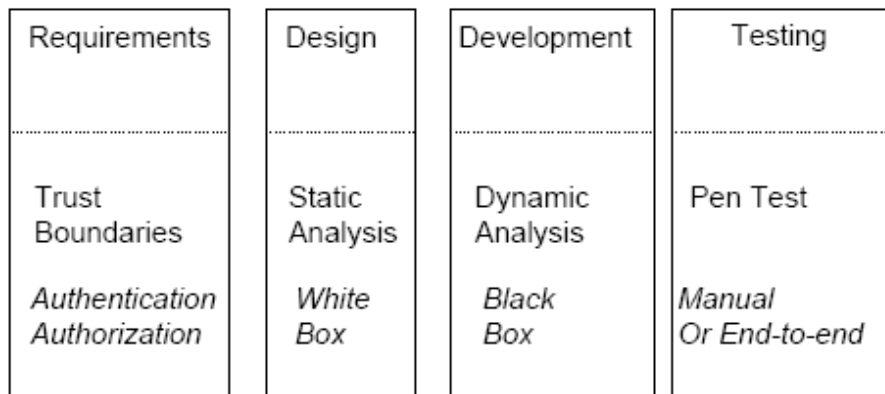 Requirements
Trust
Boundaries
Authentication
Authorization
Design
Static
Analysis
White
Box
Development
Dynamic
Analysis
Black
Box
Testing
Pen Test
Manual
Or End-to-end